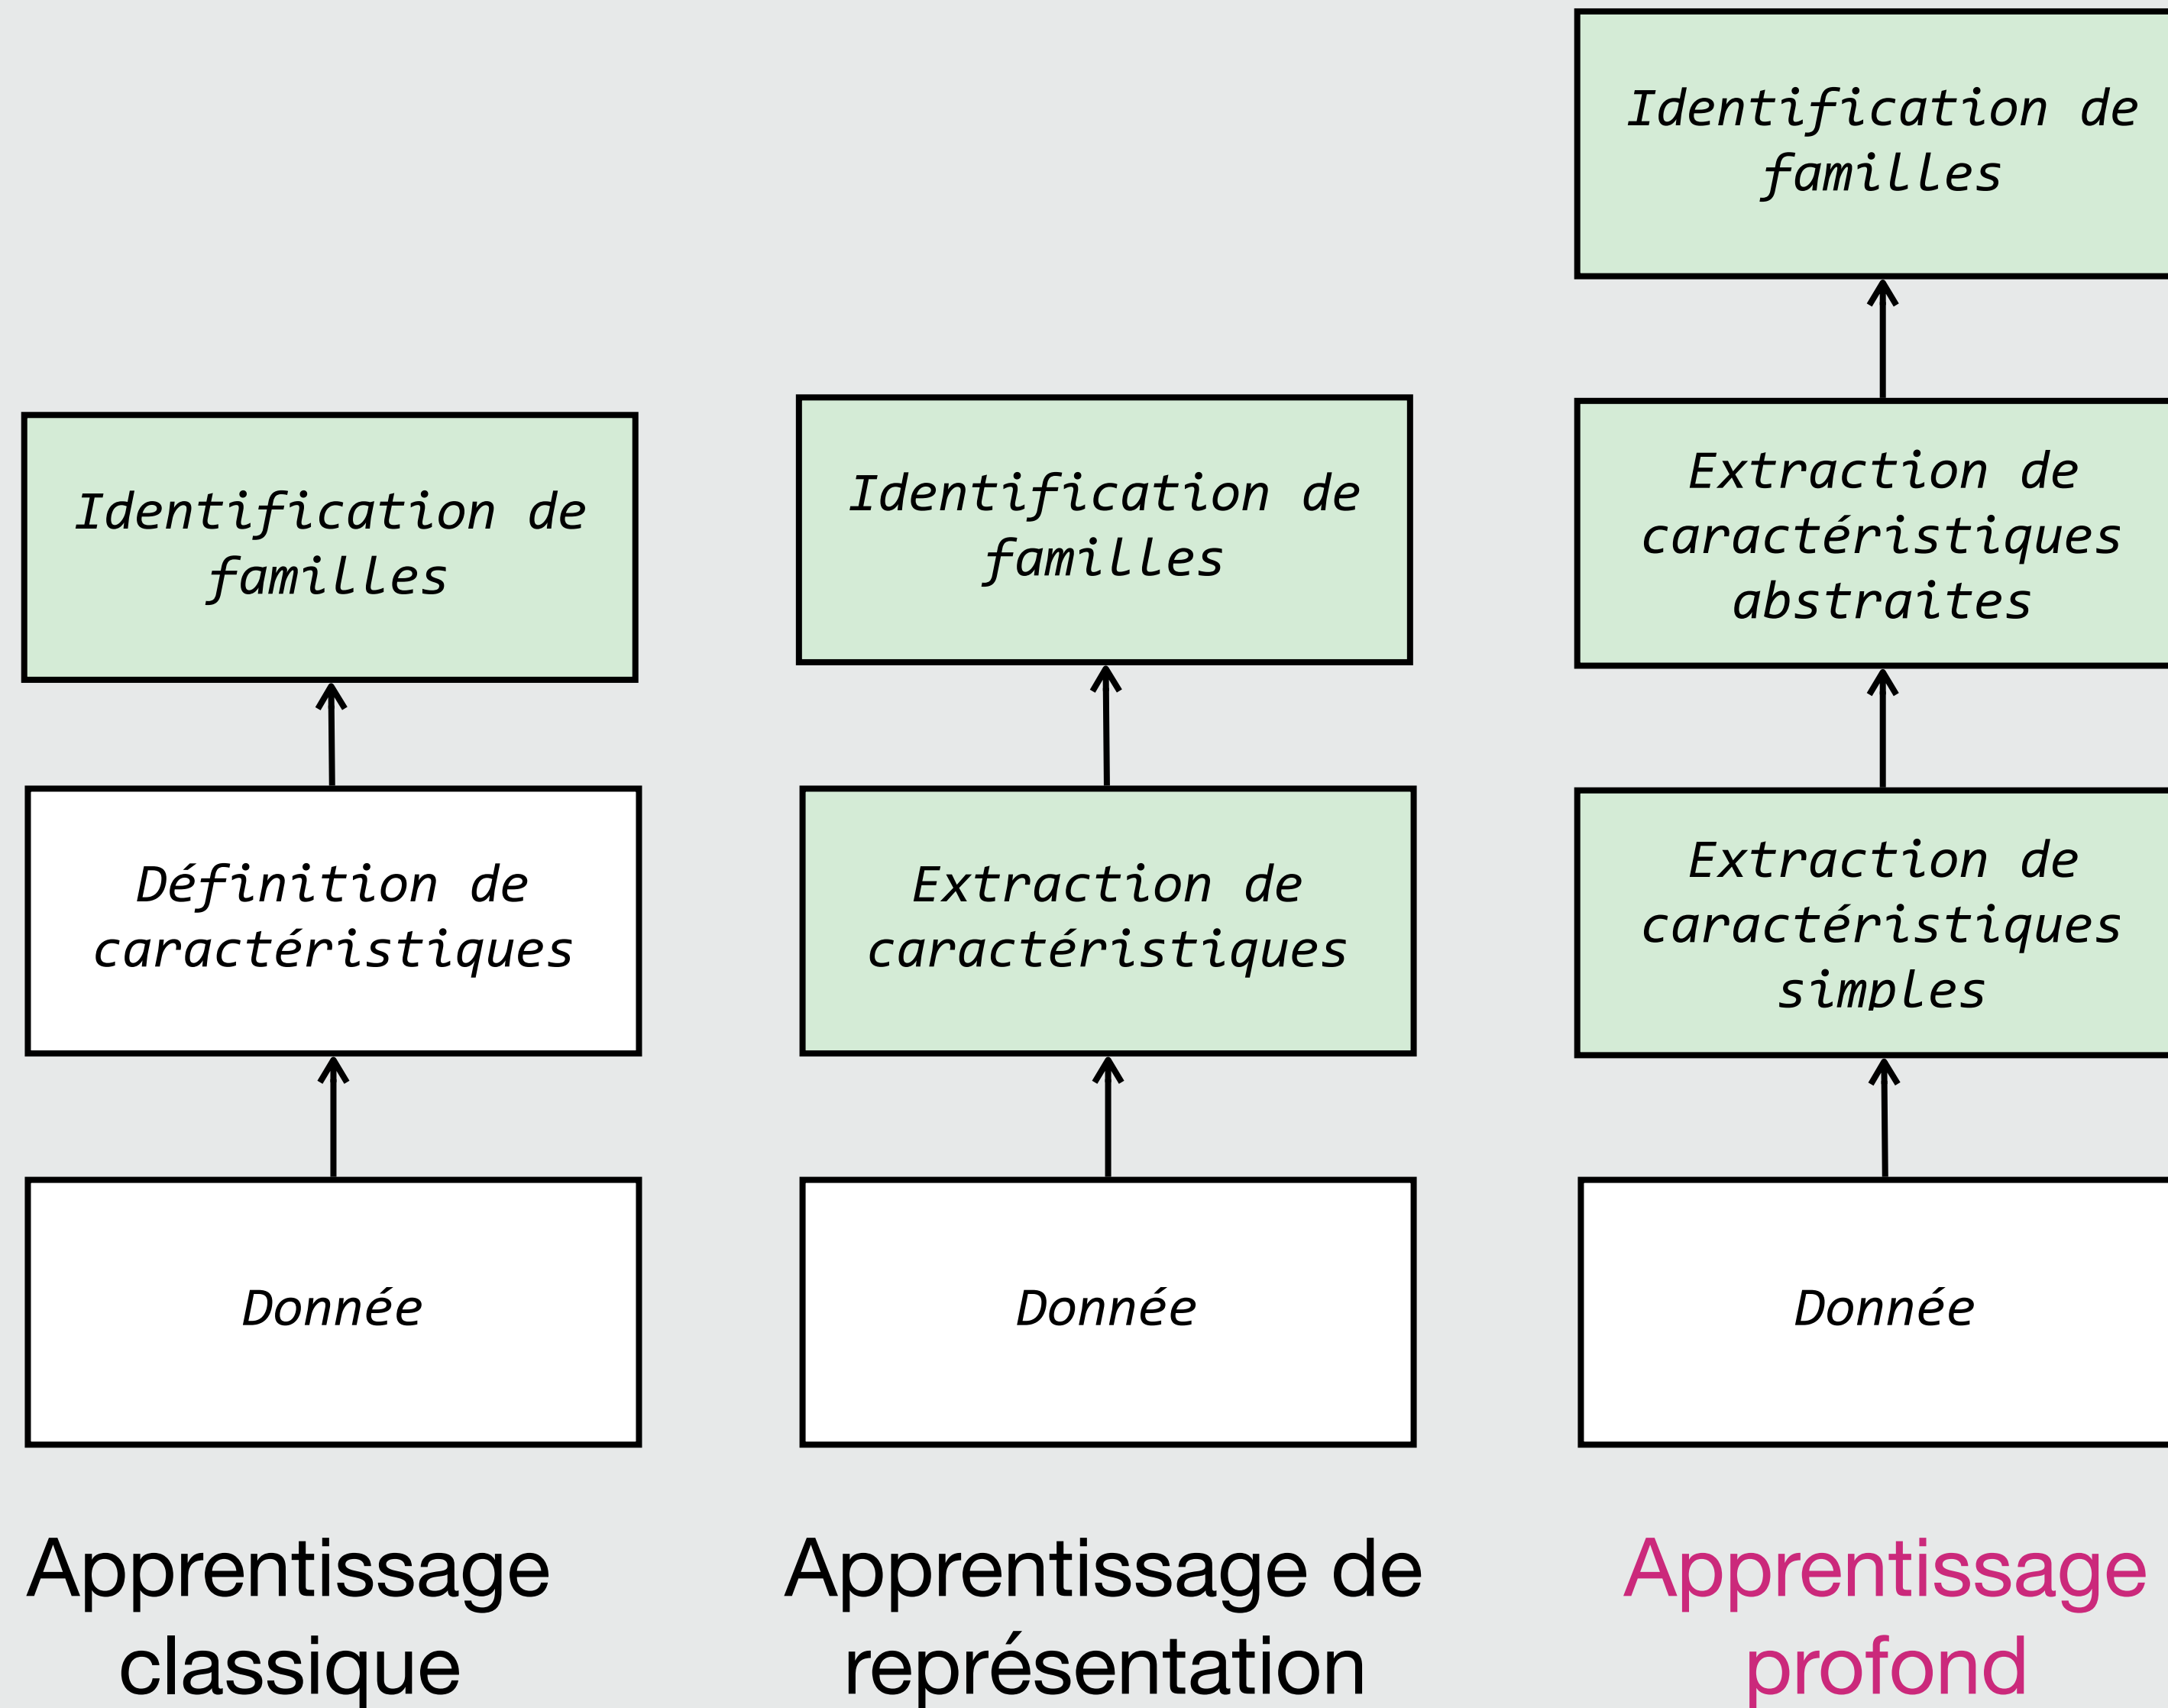 Identification de
familles
Définition de
caractéristiques
Donnée
Apprentissage
classique
Identification de
familles
Extraction de
caractéristiques
Donnée
Apprentissage de
représentation
Identification de
familles
Extraction de
caractéristiques
abstraites
Extraction de
caractéristiques
simples
Donnée
Apprentissage
profond